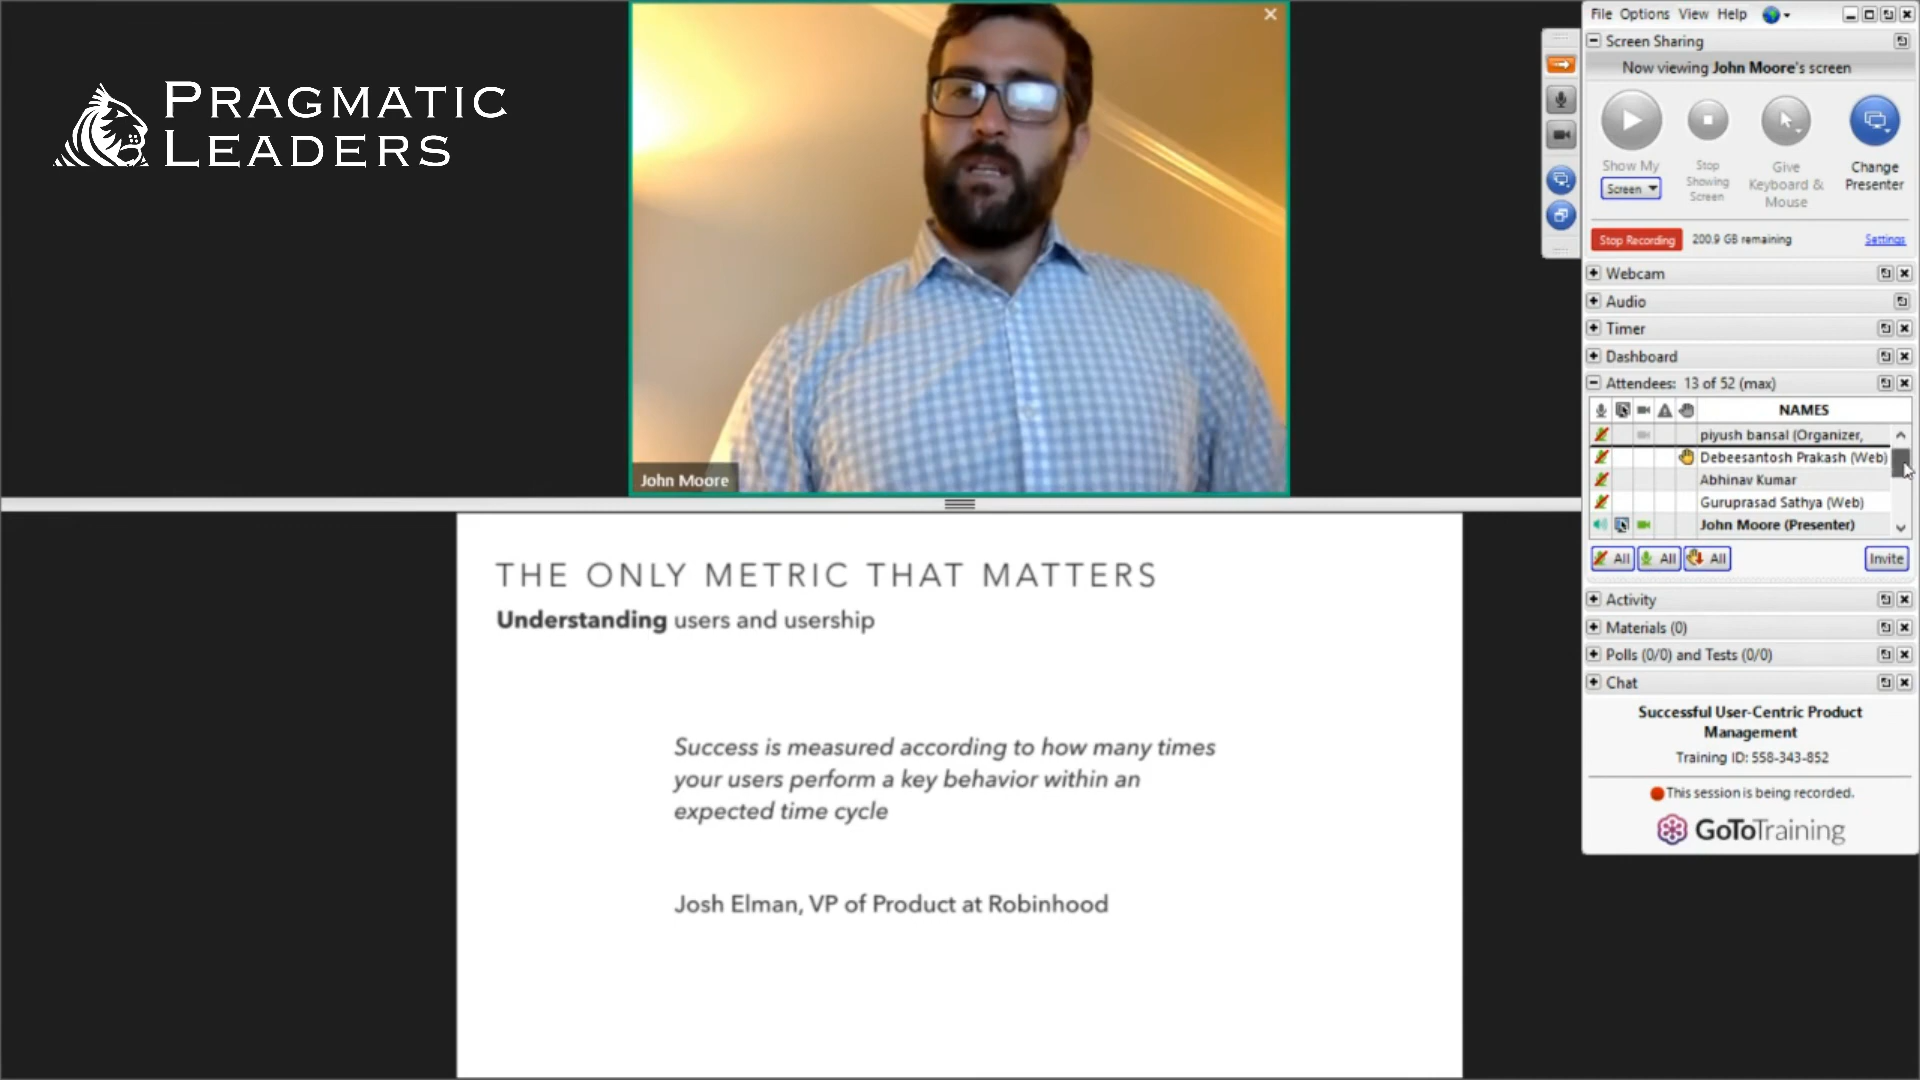 PRAGMATIC
LEADERS
John Moore
THE ONLY METRIC THAT MATTERS
Understanding users and usership
Success is measured according to how many times
your users perform a key behavior within an
expected time cycle
Josh Elman, VP of Product at Robinhood
File Options View Help
Screen Sharing
Now viewing John Moore's screen
Show My
Screen
Stop
Showing
Screen
Give
Keyboard &
Mouse
Change
Presenter
Stop Recording 200.9 GB remaining Settings
Webcam
Audio
Timer
Dashboard
Attendees: 13 of 52 (max)
NAMES
piyush bansal (Organizer,
Debeesantosh Prakash (Web)
Abhinav Kumar
Guruprasad Sathya (Web)
John Moore (Presenter)
All All All Invite
Activity
Materials (0)
Polls (0/0) and Tests (0/0)
Chat
Successful User-Centric Product
Management
Training ID: 558-343-852
This session is being recorded.
GoToTraining